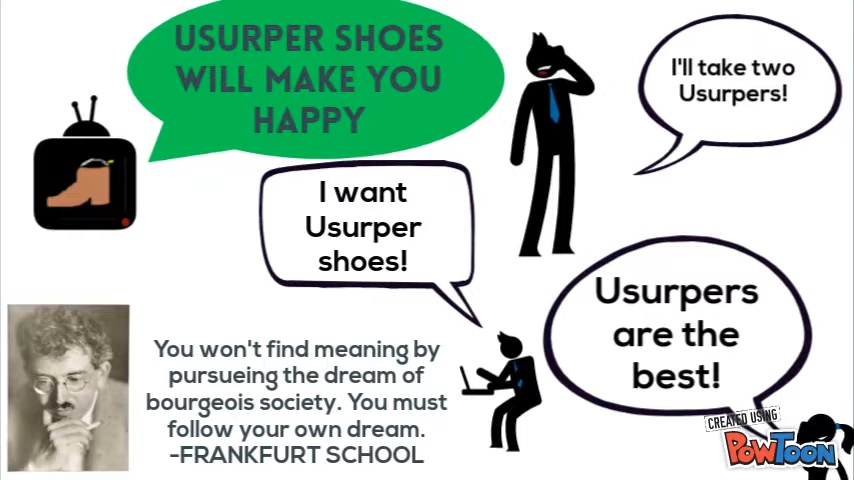 USURPER SHOES
WILL MAKE YOU
HAPPY
I'll take two
Usurpers!
I want
Usurper
shoes!
Usurpers
are the
best!
You won't find meaning by
pursueing the dream of
bourgeois society. You must
follow your own dream.
-FRANKFURT SCHOOL
CREATED USING
POWTOON